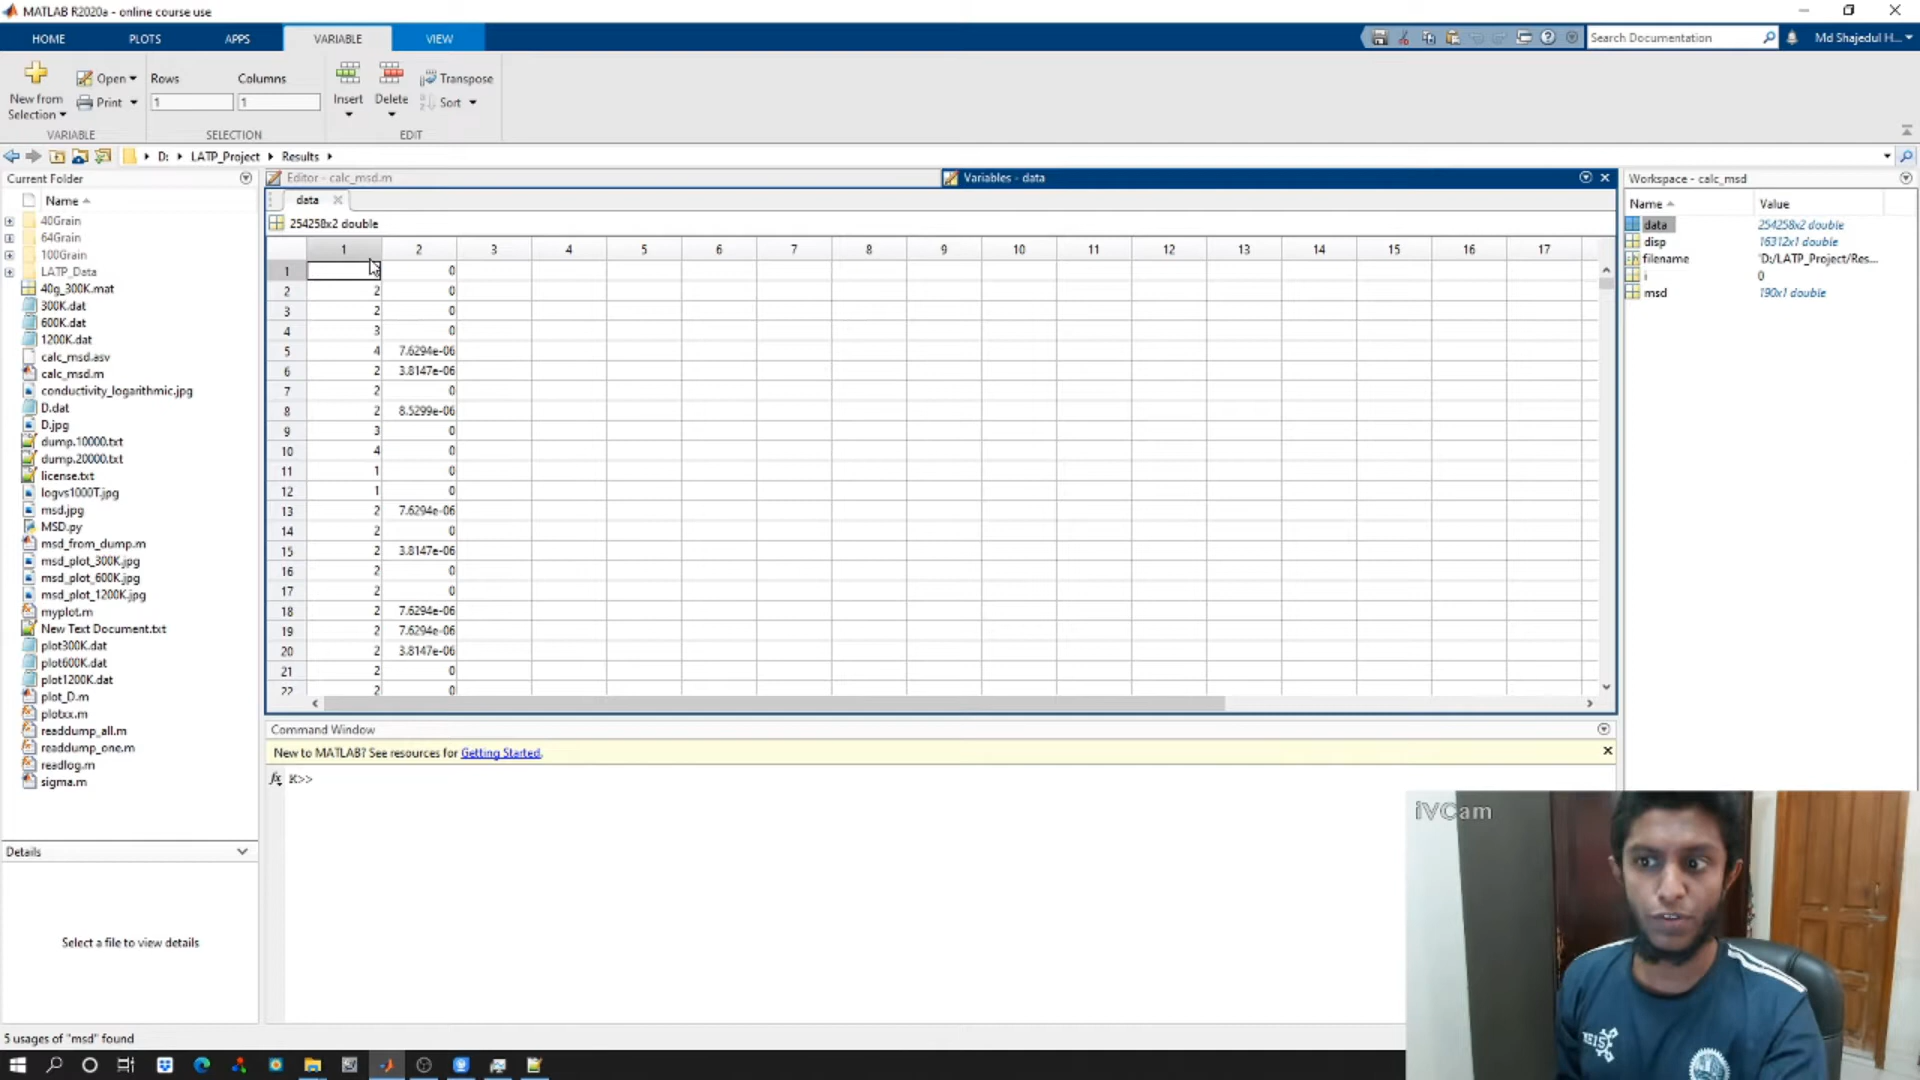 MATLAB R2020a - online course use
HOME PLOTS APPS VARIABLE VIEW
Search Documentation
Md Shajedul H...
New from Selection
Open
Print
VARIABLE
Rows Columns
1 1
SELECTION
Insert Delete
Transpose
Sort
EDIT
D: LATP_Project Results
Current Folder
Name
40Grain
64Grain
100Grain
LATP_Data
40g_300K.mat
300K.dat
600K.dat
1200K.dat
calc_msd.asv
calc_msd.m
conductivity_logarithmic.jpg
D.dat
D.jpg
dump.10000.txt
dump.20000.txt
license.txt
logvs1000T.jpg
msd.jpg
MSD.py
msd_from_dump.m
msd_plot_300K.jpg
msd_plot_600K.jpg
msd_plot_1200K.jpg
myplot.m
New Text Document.txt
plot300K.dat
plot600K.dat
plot1200K.dat
plot_D.m
plotxx.m
readdump_all.m
readdump_one.m
readlog.m
sigma.m
Details
Select a file to view details
Editor - calc_msd.m
Variables - data
data
254258x2 double
1 2 3 4 5 6 7 8 9 10 11 12 13 14 15 16 17
1 0
2 2 0
3 2 0
4 3 0
5 4 7.6294e-06
6 2 3.8147e-06
7 2 0
8 2 8.5299e-06
9 3 0
10 4 0
11 1 0
12 1 0
13 2 7.6294e-06
14 2 0
15 2 3.8147e-06
16 2 0
17 2 0
18 2 7.6294e-06
19 2 7.6294e-06
20 2 3.8147e-06
21 2 0
22 2 0
Command Window
New to MATLAB? See resources for Getting Started.
fx K>>
Workspace - calc_msd
Name Value
data 254258x2 double
disp 16312x1 double
filename 'D:/LATP_Project/Res...
i 0
msd 190x1 double
iVCam
5 usages of "msd" found